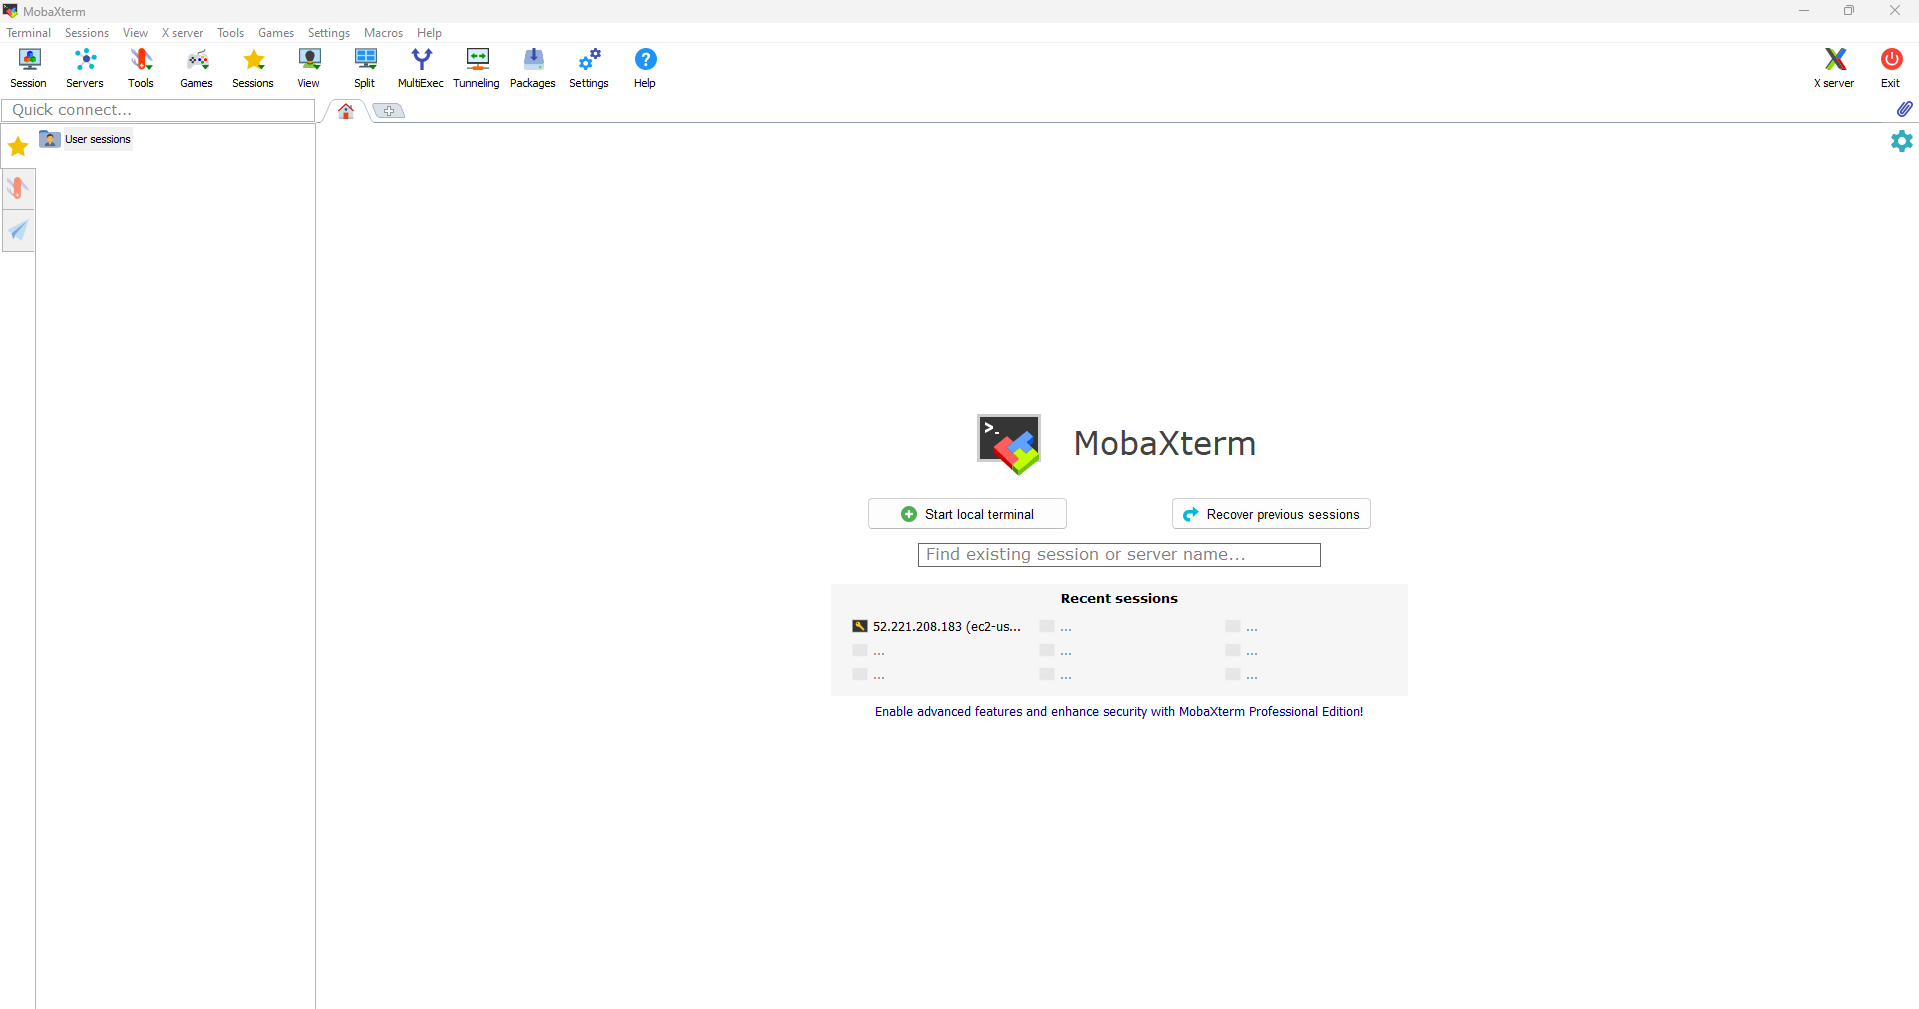 MobaXterm
Terminal Sessions View X server Tools Games Settings Macros Help
Session Servers Tools Games Sessions View Split MultiExec Tunneling Packages Settings Help X server Exit
Quick connect...
User sessions
>_
MobaXterm
Start local terminal Recover previous sessions
Find existing session or server name...
Recent sessions
52.221.208.183 (ec2-us... ... ...
... ... ...
... ... ...
Enable advanced features and enhance security with MobaXterm Professional Edition!